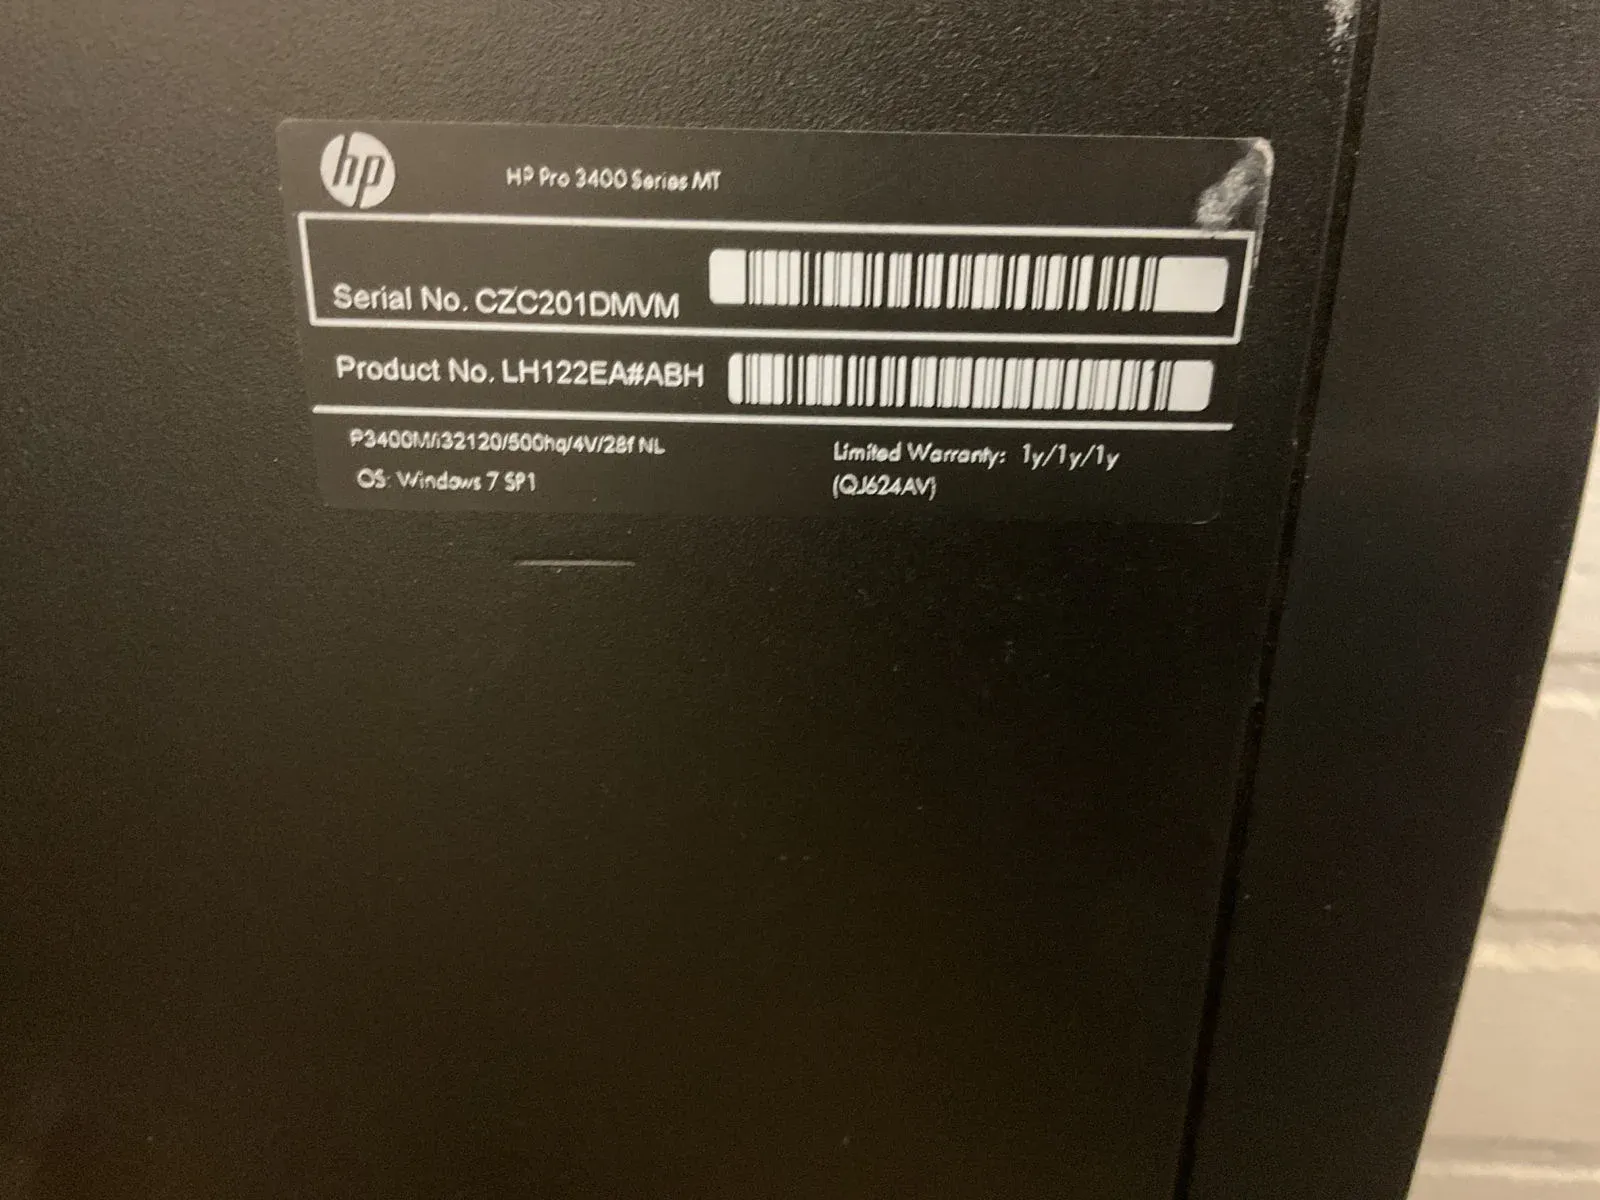 hp
HP Pro 3400 Series MT
Serial No. CZC201DMVM
Product No. LH122EA#ABH
P3400M/i32120/500hq/4V/28f NL
Limited Warranty: 1y/1y/1y
OS: Windows 7 SP1
(QJ624AV)